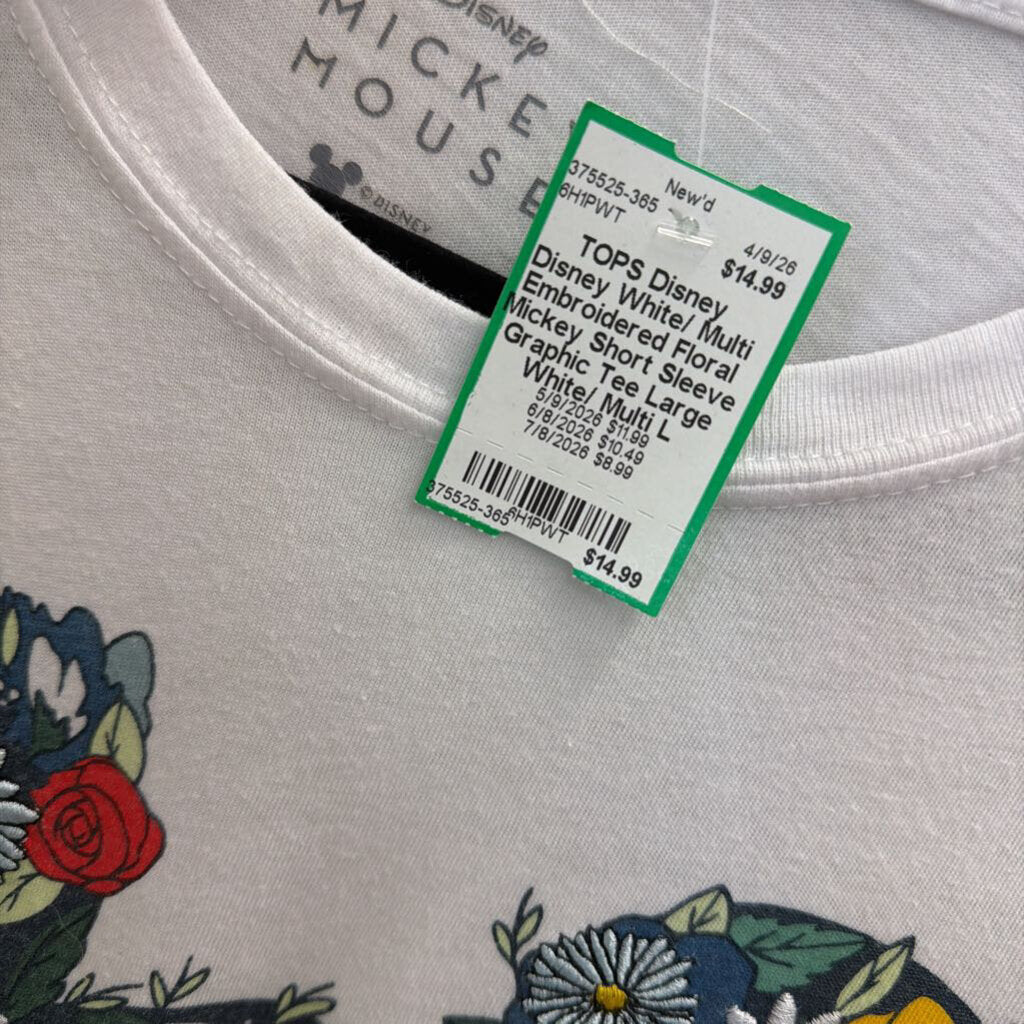 DISNEY
MICKE
MOUSE
© DISNEY
375525-365
6H1PWT
New'd
4/9/26
$14.99
TOPS Disney
Disney White/ Multi
Embroidered Floral
Mickey Short Sleeve
Graphic Tee Large
White/ Multi L
5/9/2026 $11.99
6/8/2026 $10.49
7/8/2026 $8.99
375525-365
6H1PWT
$14.99